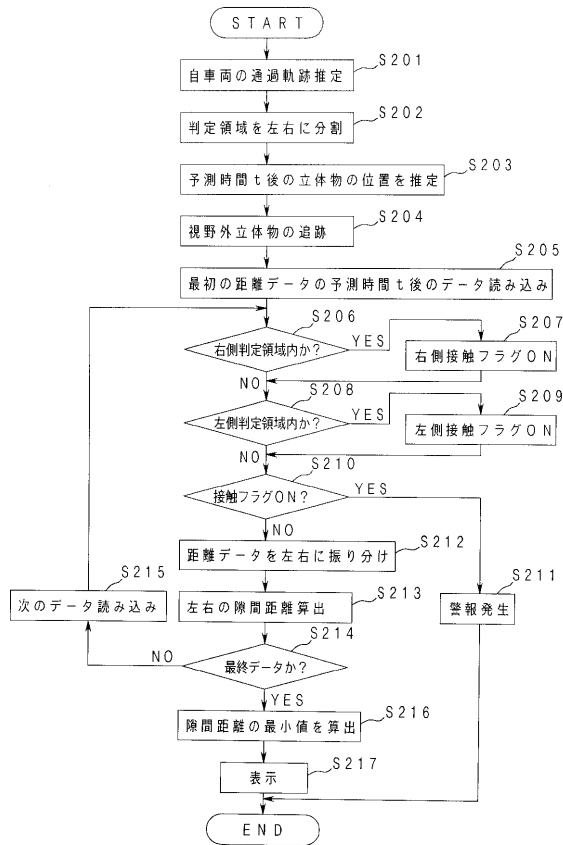 START
S201
自車両の通過軌跡推定
S202
判定領域を左右に分割
S203
予測時間t後の立体物の位置を推定
S204
視野外立体物の追跡
S205
最初の距離データの予測時間t後のデータ読み込み
S206
右側判定領域内か?
YES
S207
右側接触フラグON
NO
S208
左側判定領域内か?
YES
S209
左側接触フラグON
NO
S210
接触フラグON?
YES
NO
S212
距離データを左右に振り分け
S215
次のデータ読み込み
S213
左右の隙間距離算出
S211
警報発生
S214
最終データか?
NO
YES
S216
隙間距離の最小値を算出
S217
表示
END